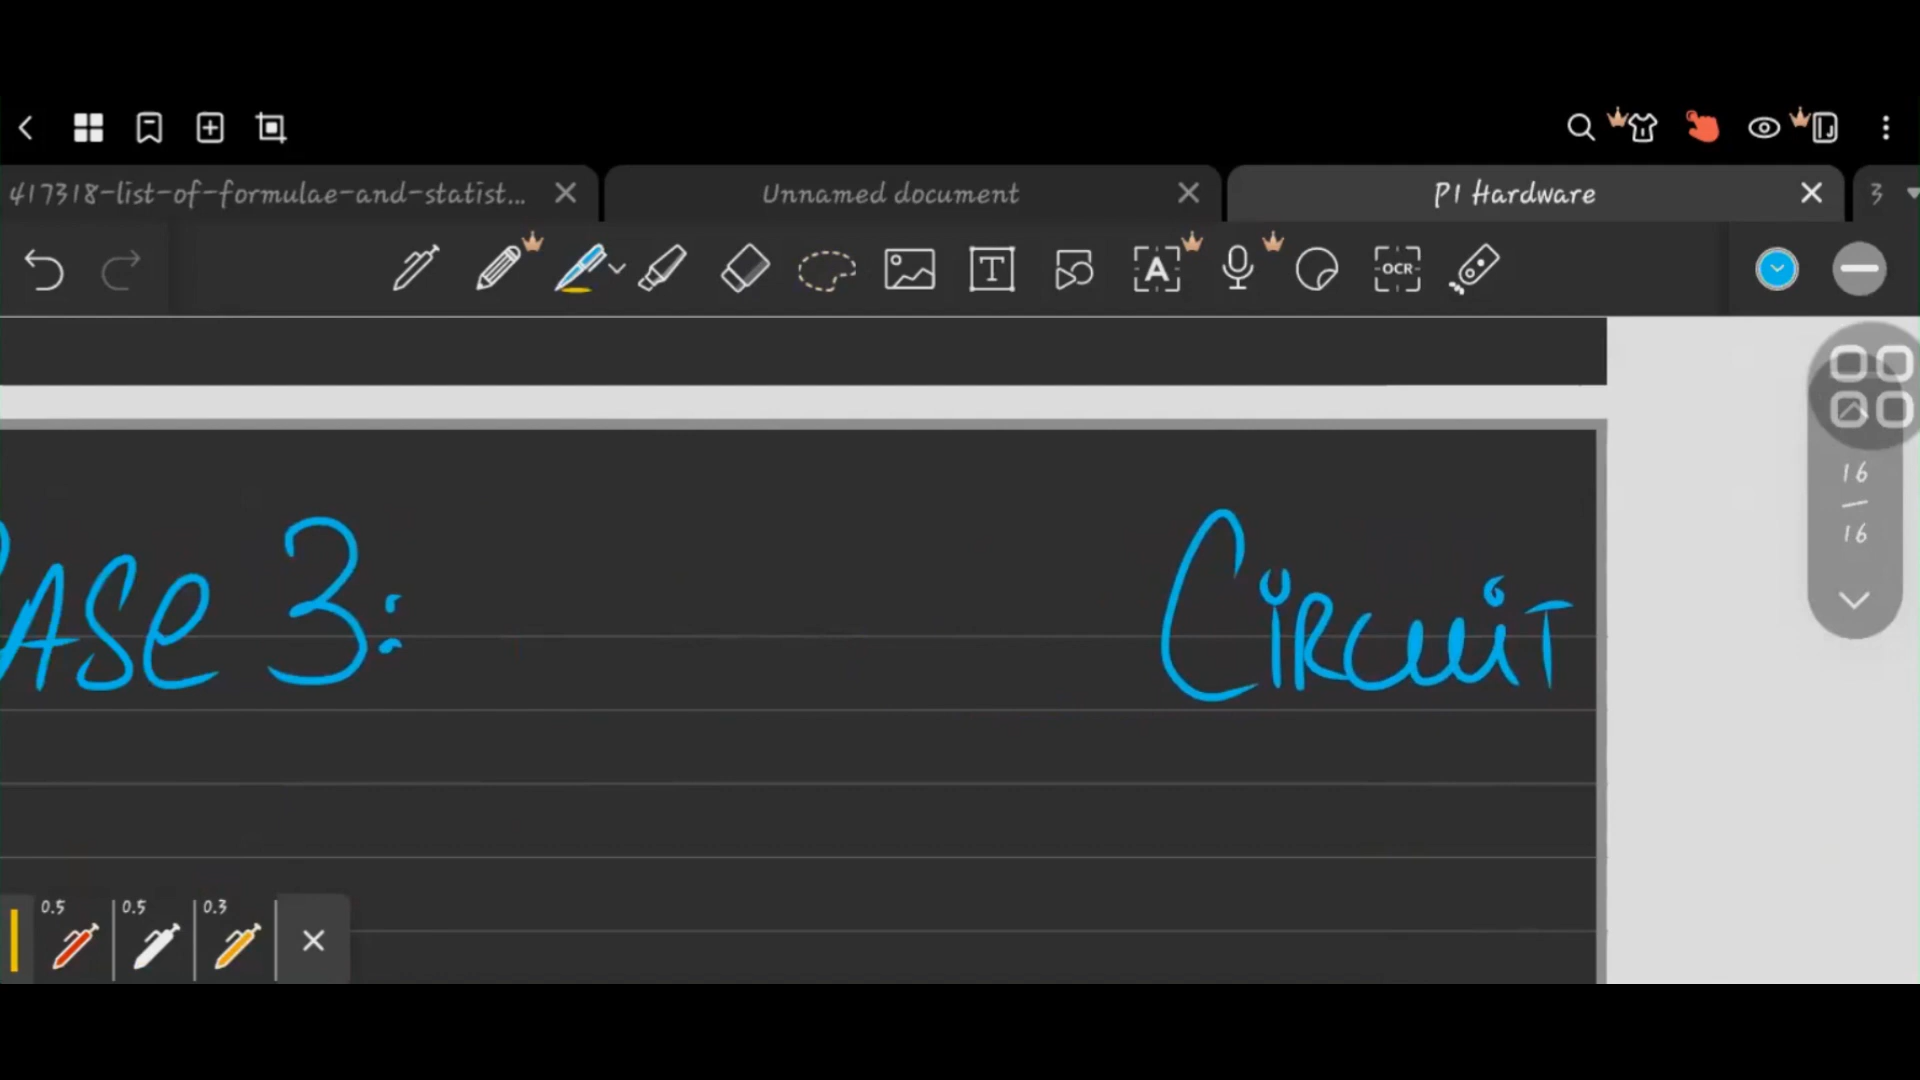 417318-list-of-formulae-and-statist...
Unnamed document
P1 Hardware
3
A
T
OCR
16
16
ASe 3:
CiRcuiT
0.5
0.5
0.3